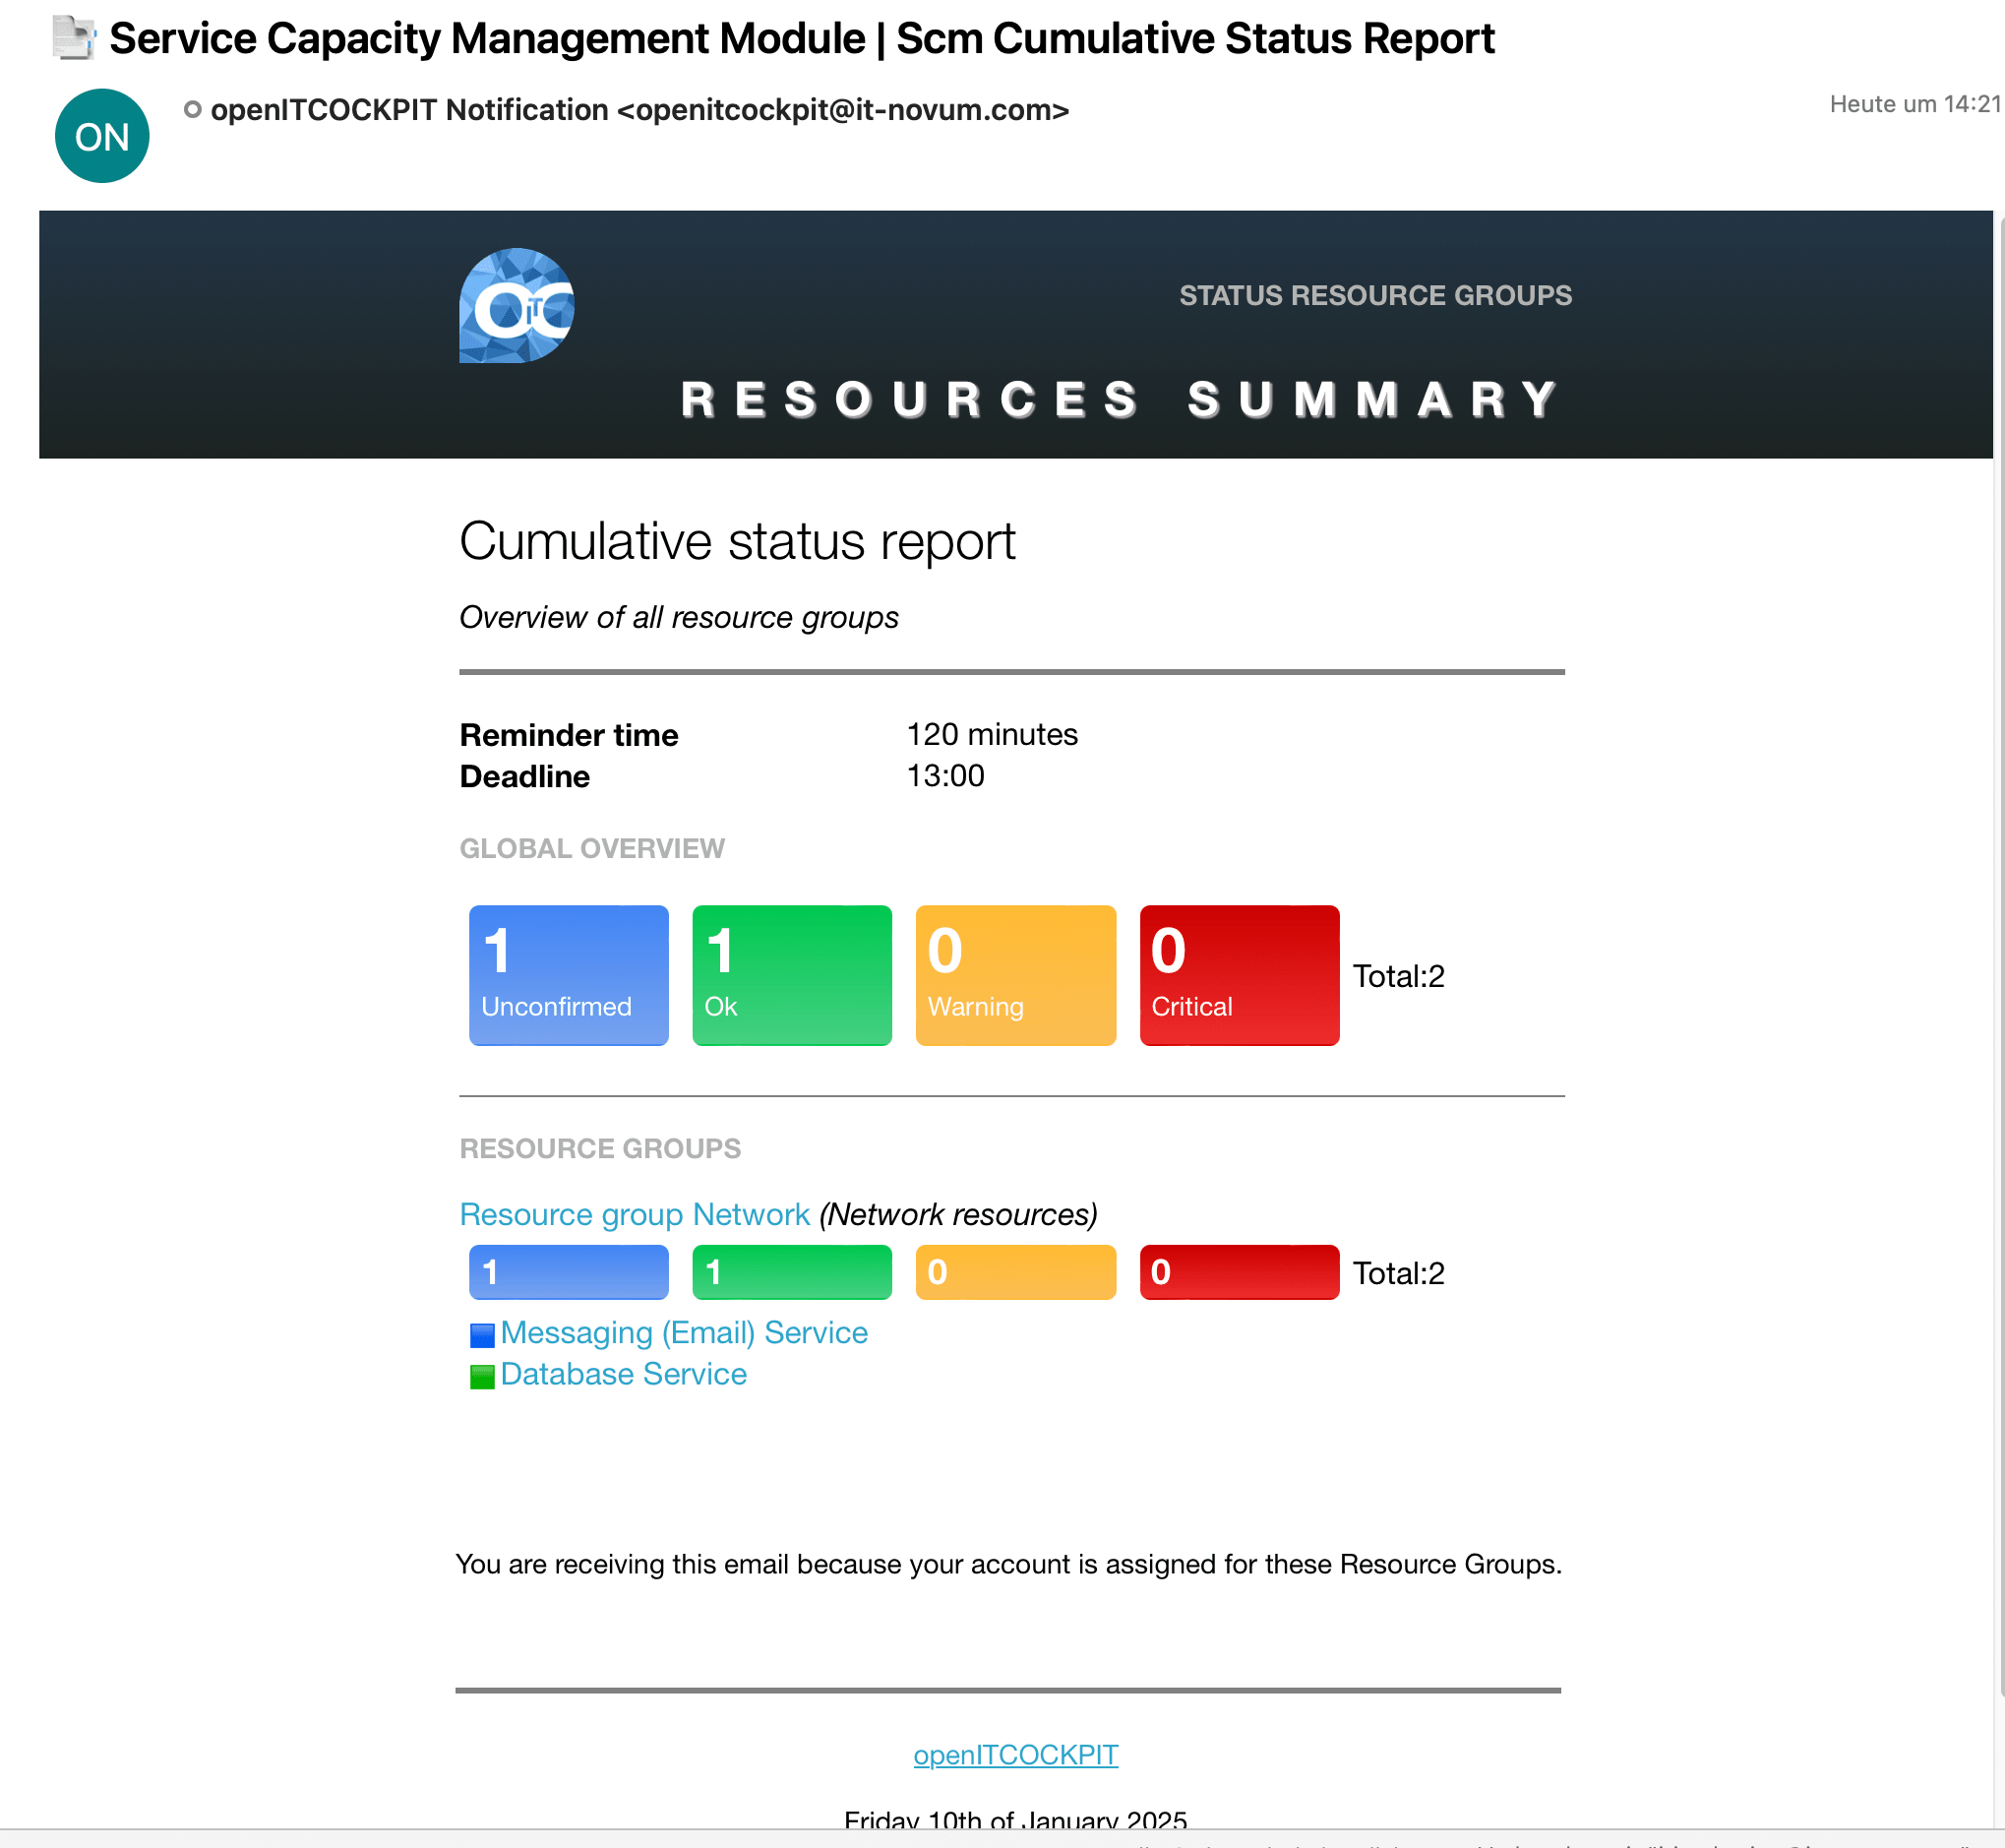 Service Capacity Management Module | Scm Cumulative Status Report
ON
openITCOCKPIT Notification <openitcockpit@it-novum.com>
Heute um 14:21
OITC
STATUS RESOURCE GROUPS
RESOURCES SUMMARY
Cumulative status report
Overview of all resource groups
Reminder time 120 minutes
Deadline 13:00
GLOBAL OVERVIEW
1 1 0 0
Unconfirmed Ok Warning Critical Total:2
RESOURCE GROUPS
Resource group Network (Network resources)
1 1 0 0 Total:2
Messaging (Email) Service
Database Service
You are receiving this email because your account is assigned for these Resource Groups.
openITCOCKPIT
Friday 10th of January 2025